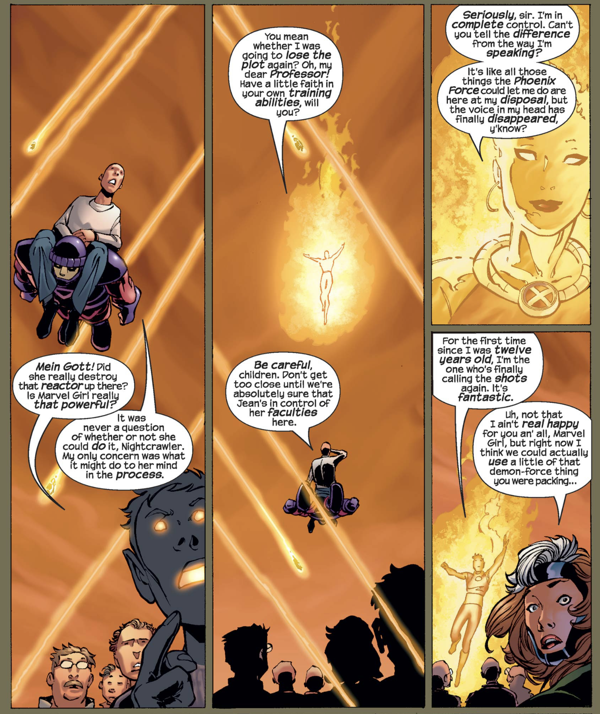 Mein Gott! Did
she really destroy
that reactor up there?
Is Marvel Girl really
that powerful?
It was
never a question
of whether or not she
could do it, Nightcrawler.
My only concern was what
it might do to her mind
in the process.
You mean
whether I was
going to lose the
plot again? Oh, my
dear Professor!
Have a little faith in
your own training
abilities, will
you?
Be careful,
children. Don't get
too close until we're
absolutely sure that
Jean's in control of
her faculties
here.
Seriously, sir. I'm in
complete control. Can't
you tell the difference
from the way I'm
speaking?
It's like all those
things the Phoenix
Force could let me do are
here at my disposal, but
the voice in my head has
finally disappeared,
y'know?
For the first time
since I was twelve
years old, I'm the
one who's finally
calling the shots
again. It's
fantastic.
Uh, not that
I ain't real happy
for you an' all, Marvel
Girl, but right now I
think we could actually
use a little of that
demon-force thing
you were packing...